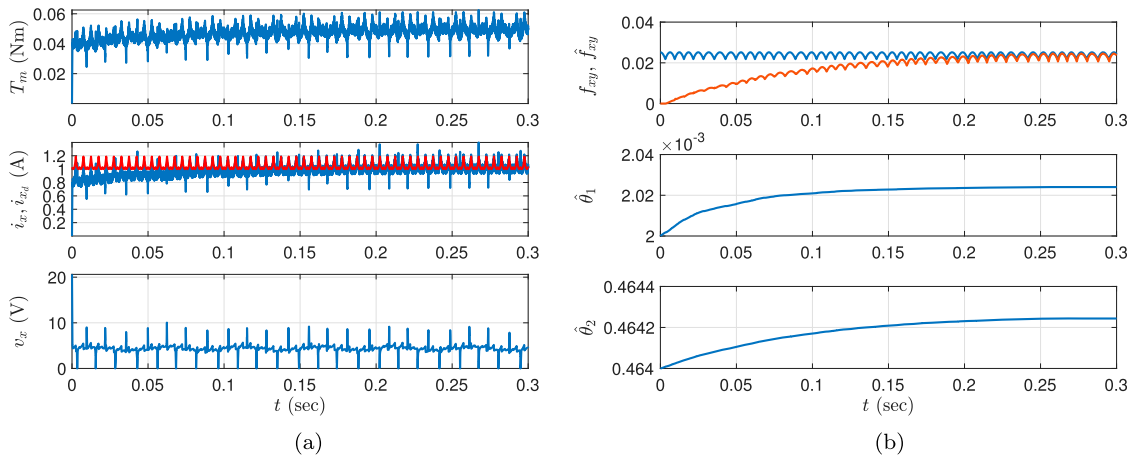 T_m (Nm)
0.06
0.04
0.02
0 0.05 0.1 0.15 0.2 0.25 0.3
i_x, i_{x_d} (A)
1.2
1
0.8
0.6
0.4
0.2
0 0.05 0.1 0.15 0.2 0.25 0.3
v_x (V)
20
10
0
0 0.05 0.1 0.15 0.2 0.25 0.3
t (sec)
(a)
f_{xy}, \hat{f}_{xy}
0.04
0.02
0
0 0.05 0.1 0.15 0.2 0.25 0.3
×10^{-3}
\hat{θ}_1
2.04
2.02
2
0 0.05 0.1 0.15 0.2 0.25 0.3
\hat{θ}_2
0.4644
0.4642
0.464
0 0.05 0.1 0.15 0.2 0.25 0.3
t (sec)
(b)